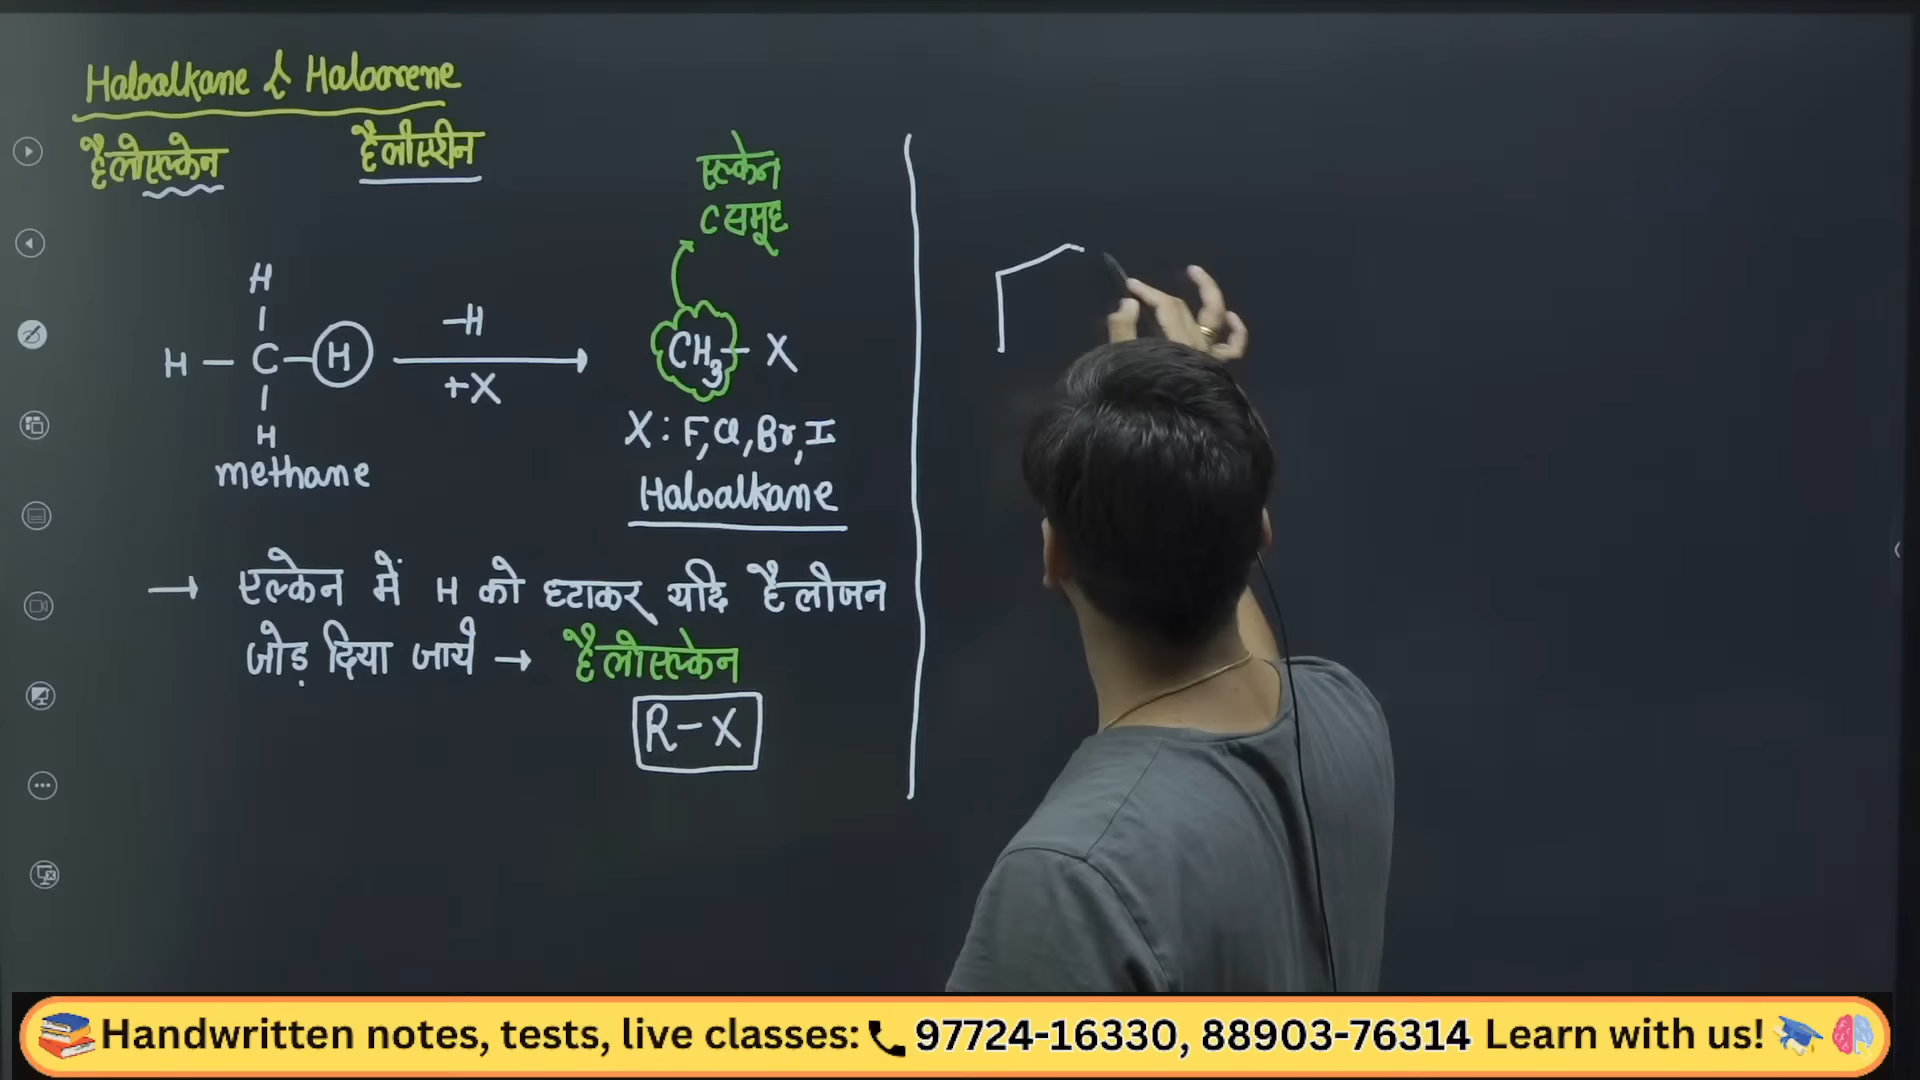 Haloalkane & Haloarene
हैलोएल्केन हैलोएरीन
एल्केन
C समूह
H
H – C – H
H
methane
–H
+X
CH3 – X
X : F, Cl, Br, I
Haloalkane
→ एल्केन में H को घटाकर यदि हैलोजन
जोड़ दिया जाये → हैलोएल्केन
R – X
Handwritten notes, tests, live classes: 97724-16330, 88903-76314 Learn with us!